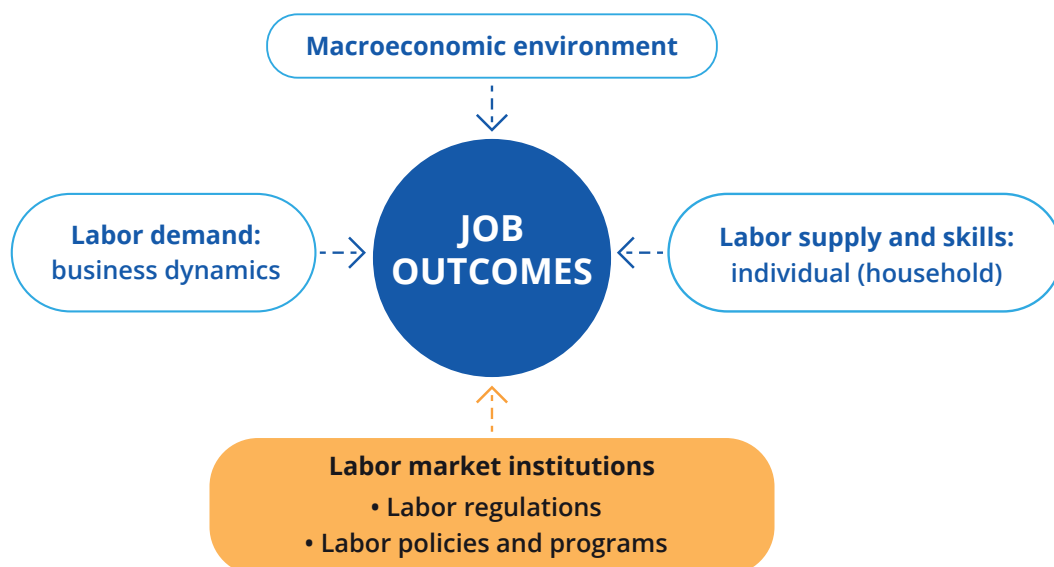 Macroeconomic environment
Labor demand:
business dynamics
JOB
OUTCOMES
Labor supply and skills:
individual (household)
Labor market institutions
• Labor regulations
• Labor policies and programs